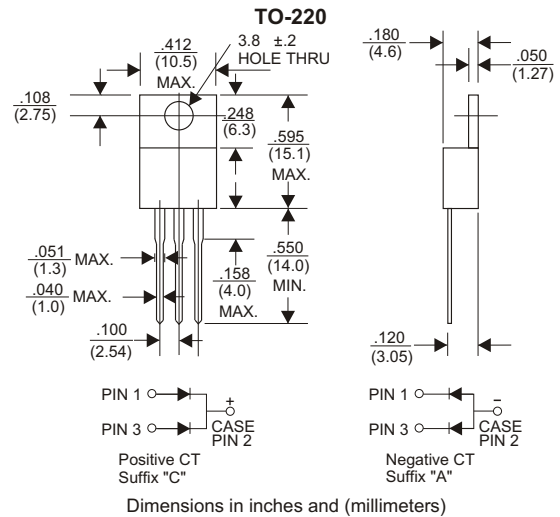 TO-220
.412
(10.5)
MAX.
3.8 ±.2
HOLE THRU
.180
(4.6)
.050
(1.27)
.108
(2.75)
.248
(6.3)
.595
(15.1)
MAX.
.051
(1.3)
MAX.
.040
(1.0)
MAX.
.158
(4.0)
MAX.
.550
(14.0)
MIN.
.100
(2.54)
.120
(3.05)
PIN 1
+
PIN 3
CASE
PIN 2
Positive CT
Suffix "C"
PIN 1
–
PIN 3
CASE
PIN 2
Negative CT
Suffix "A"
Dimensions in inches and (millimeters)